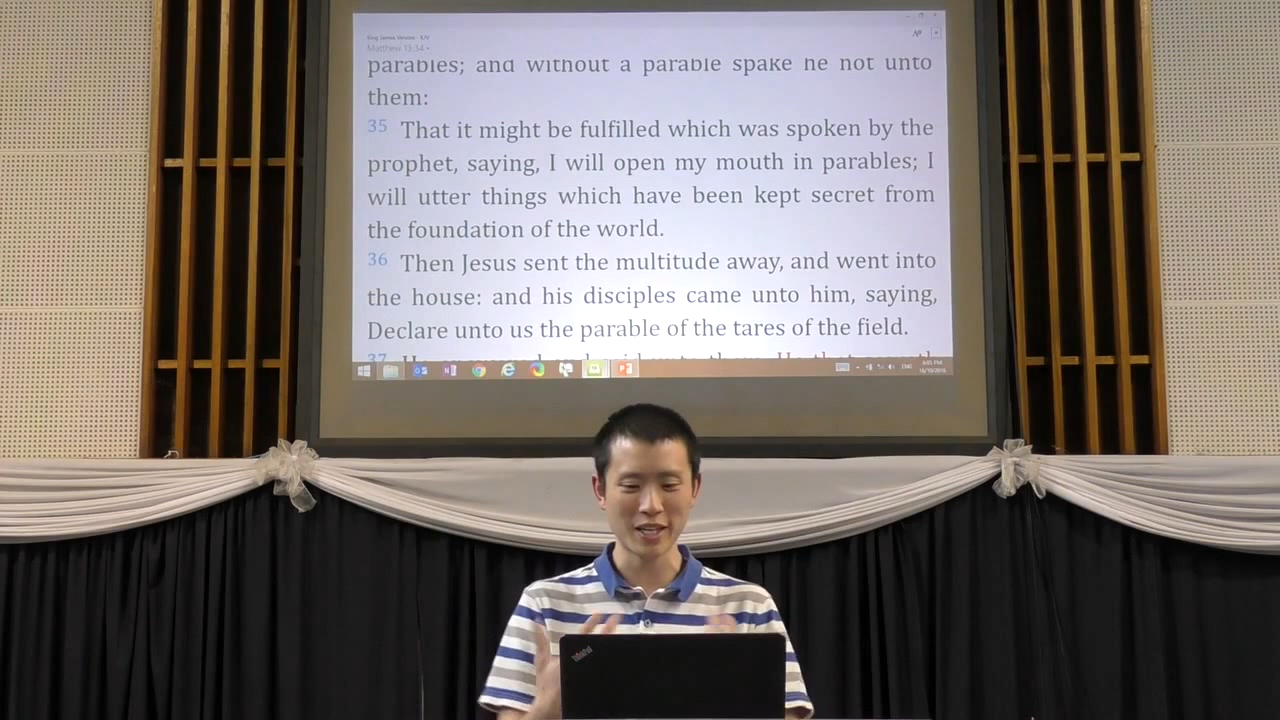 King James Version - KJV
Matthew 13:34
parables; and without a parable spake he not unto
them:
35 That it might be fulfilled which was spoken by the
prophet, saying, I will open my mouth in parables; I
will utter things which have been kept secret from
the foundation of the world.
36 Then Jesus sent the multitude away, and went into
the house: and his disciples came unto him, saying,
Declare unto us the parable of the tares of the field.
37
ThinkPad